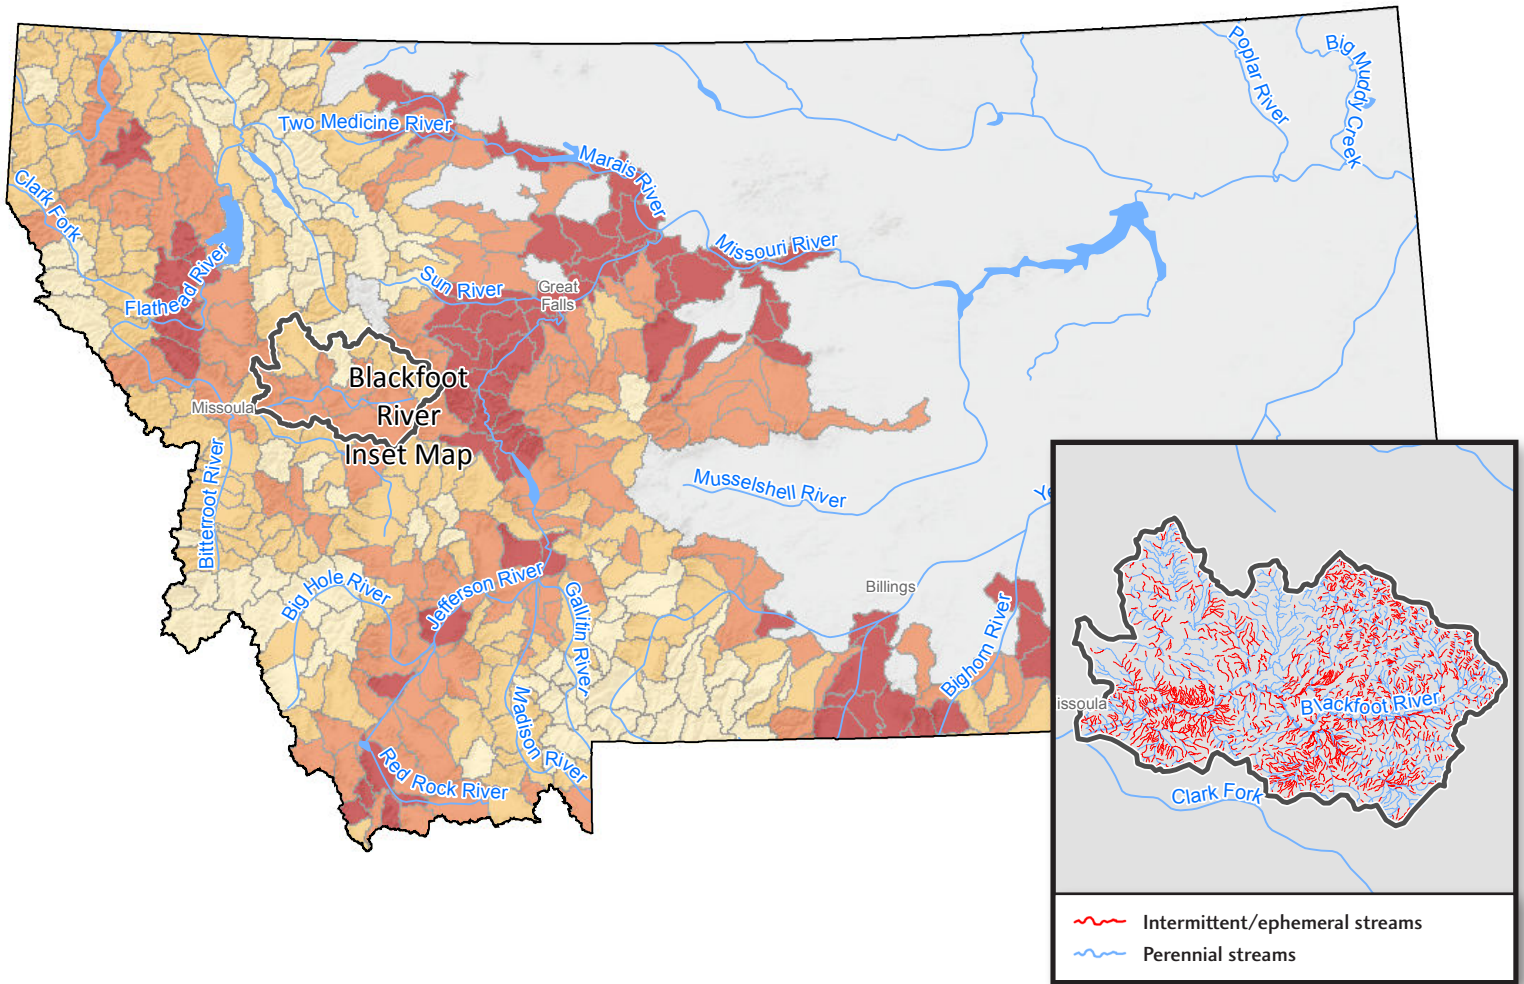 Poplar River
Big Muddy
Creek
Two Medicine River
Marais River
Clark Fork
Missouri River
Flathead River
Sun River
Great
Falls
Blackfoot
River
Inset Map
Missoula
Bitterroot River
Musselshell River
Ye
Big Hole River
Jefferson River
Gallitin River
Billings
Bighorn River
Madison River
Red Rock River
issoula
Blackfoot River
Clark Fork
Intermittent/ephemeral streams
Perennial streams